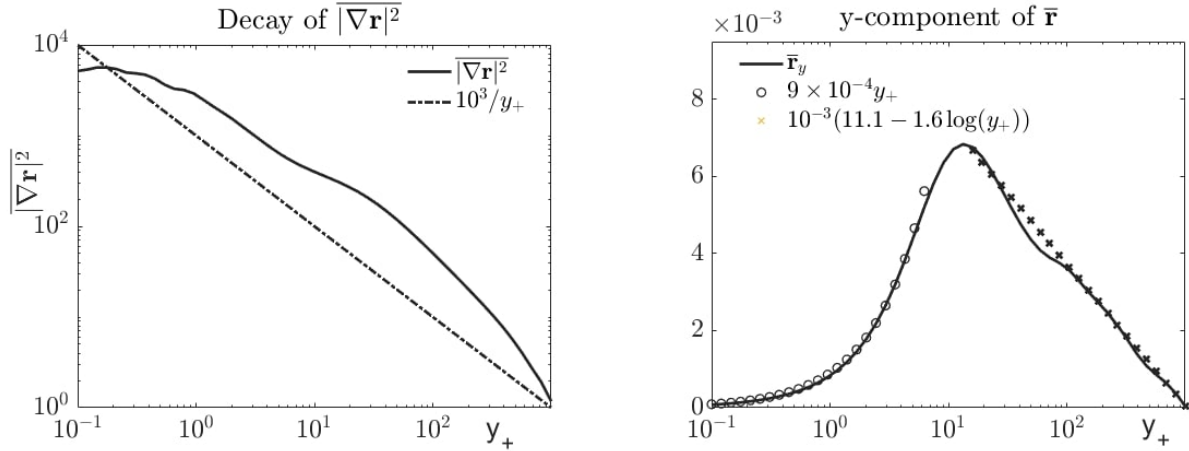 Decay of |∇r|²
10⁴
10²
10⁰
|∇r|²
|∇r|²
10³/y₊
10⁻¹
10⁰
10¹
10²
y₊
y-component of r̄
×10⁻³
8
6
4
2
0
r̄_y
9 × 10⁻⁴y₊
10⁻³(11.1 − 1.6 log(y₊))
10⁻¹
10⁰
10¹
10²
y₊